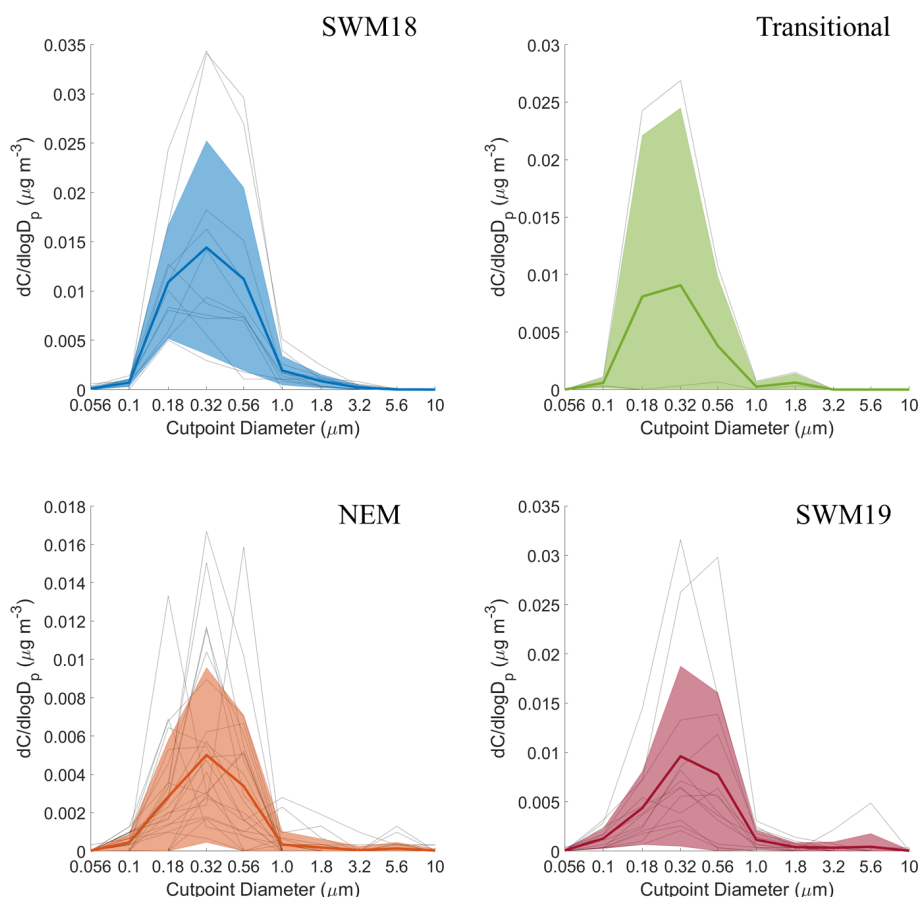 SWM18
0.035
0.03
0.025
0.02
0.015
0.01
0.005
0
dC/dlogD_p (μg m⁻³)
0.056 0.1 0.18 0.32 0.56 1.0 1.8 3.2 5.6 10
Cutpoint Diameter (μm)
Transitional
0.03
0.025
0.02
0.015
0.01
0.005
0
dC/dlogD_p (μg m⁻³)
0.056 0.1 0.18 0.32 0.56 1.0 1.8 3.2 5.6 10
Cutpoint Diameter (μm)
NEM
0.018
0.016
0.014
0.012
0.01
0.008
0.006
0.004
0.002
0
dC/dlogD_p (μg m⁻³)
0.056 0.1 0.18 0.32 0.56 1.0 1.8 3.2 5.6 10
Cutpoint Diameter (μm)
SWM19
0.035
0.03
0.025
0.02
0.015
0.01
0.005
0
dC/dlogD_p (μg m⁻³)
0.056 0.1 0.18 0.32 0.56 1.0 1.8 3.2 5.6 10
Cutpoint Diameter (μm)